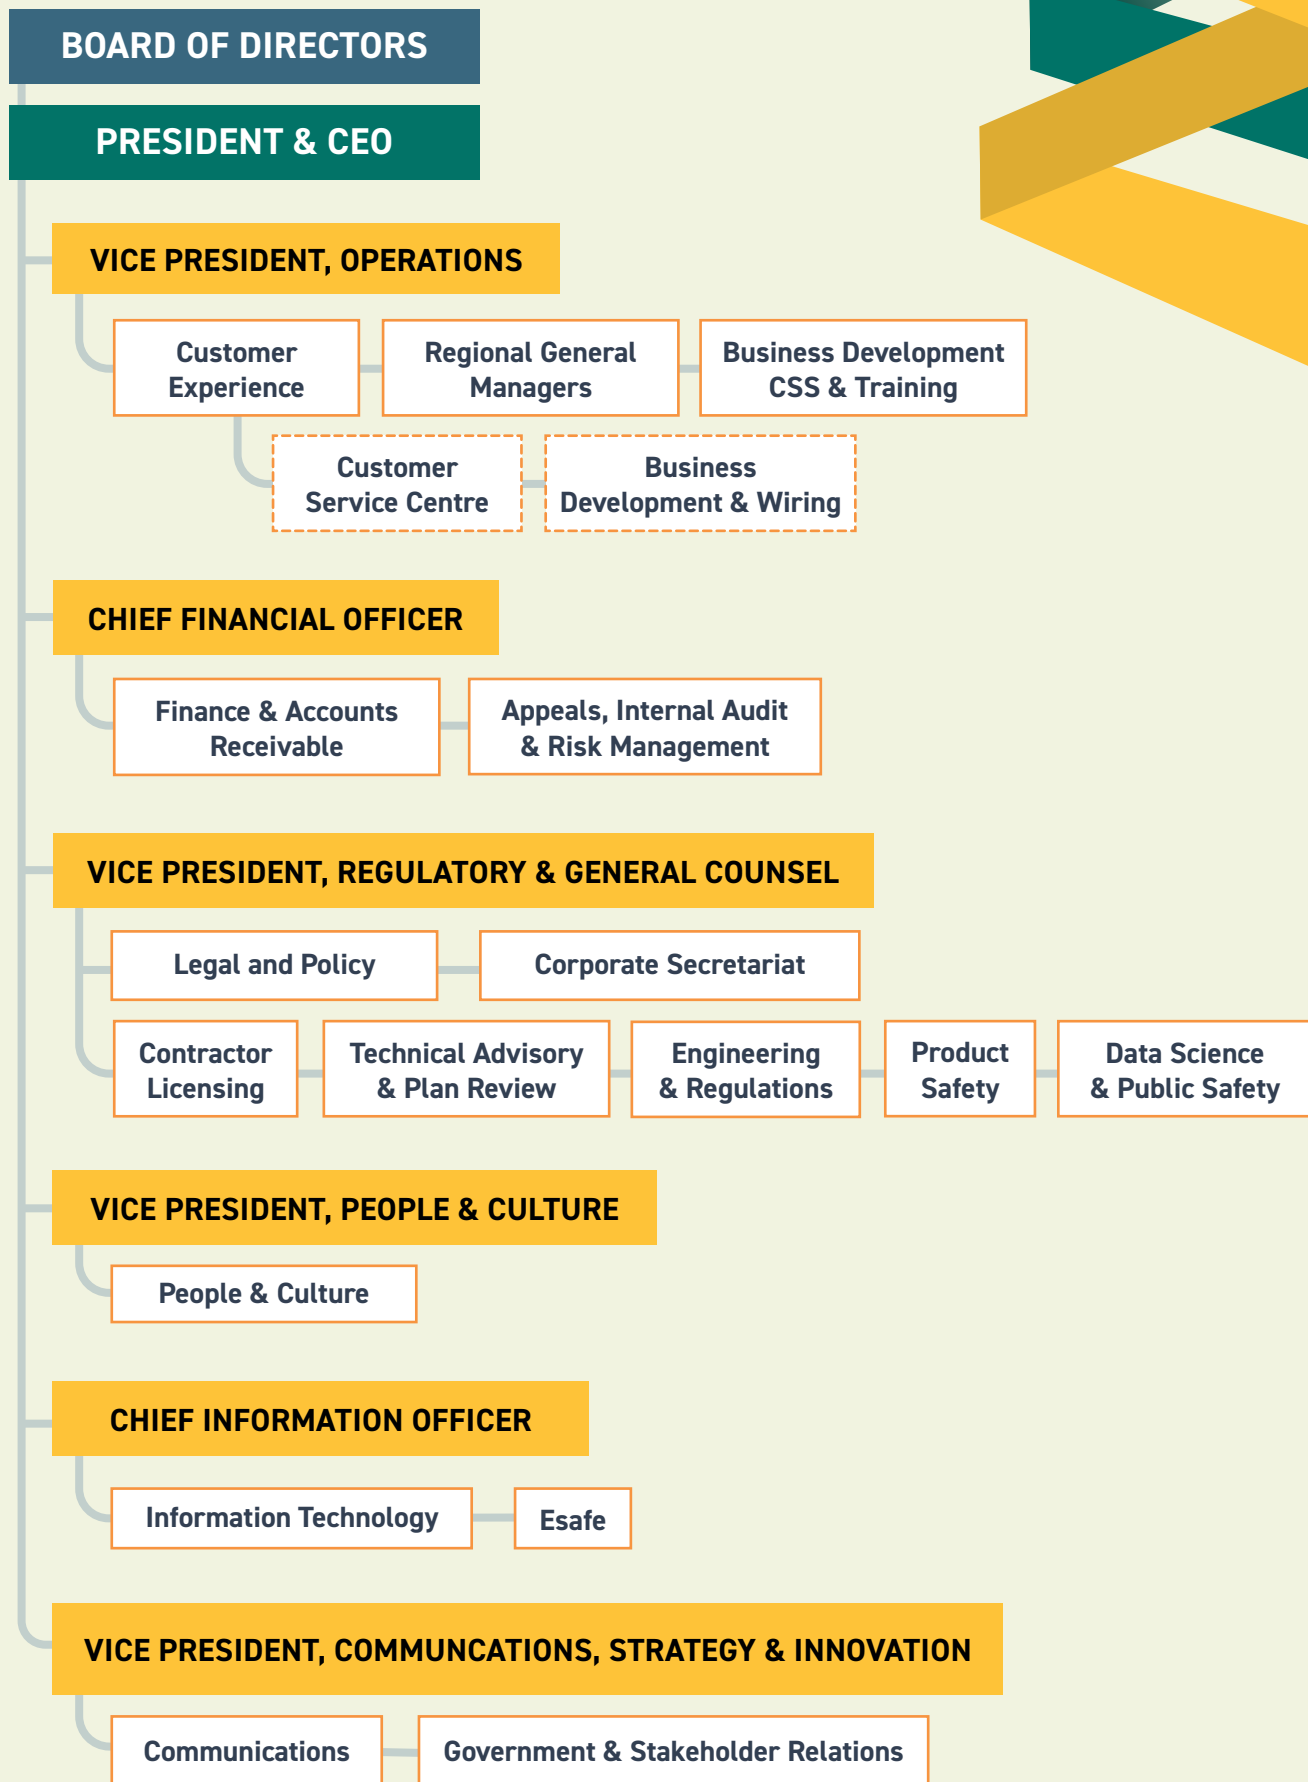 BOARD OF DIRECTORS
PRESIDENT & CEO
VICE PRESIDENT, OPERATIONS
Customer
Experience
Regional General
Managers
Business Development
CSS & Training
Customer
Service Centre
Business
Development & Wiring
CHIEF FINANCIAL OFFICER
Finance & Accounts
Receivable
Appeals, Internal Audit
& Risk Management
VICE PRESIDENT, REGULATORY & GENERAL COUNSEL
Legal and Policy
Corporate Secretariat
Contractor
Licensing
Technical Advisory
& Plan Review
Engineering
& Regulations
Product
Safety
Data Science
& Public Safety
VICE PRESIDENT, PEOPLE & CULTURE
People & Culture
CHIEF INFORMATION OFFICER
Information Technology
Esafe
VICE PRESIDENT, COMMUNCATIONS, STRATEGY & INNOVATION
Communications
Government & Stakeholder Relations